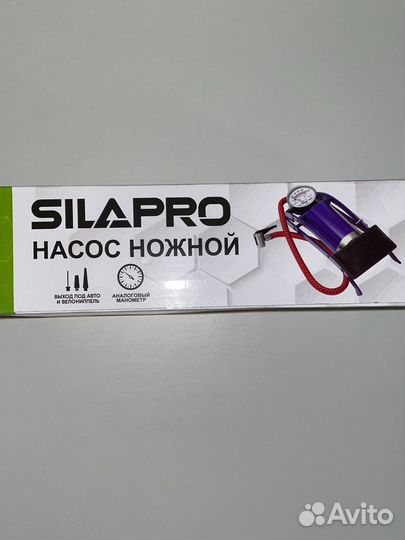 SILAPRO
НАСОС НОЖНОЙ
ВЫХОД ПОД АВТО
И ВЕЛОНИППЕЛЬ
АНАЛОГОВЫЙ
МАНОМЕТР
Avito